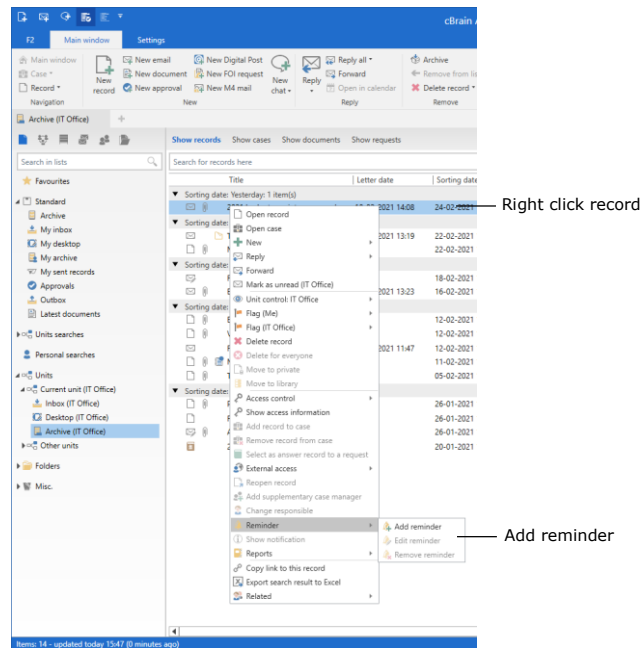 cBrain
F2 Main window Settings
Main window
Case
Record
Navigation
New record
New email
New document
New approval
New Digital Post
New FOI request
New M4 mail
New chat
New
Reply
Reply all
Forward
Open in calendar
Reply
Archive
Remove from
Delete record
Remove
Archive (IT Office) +
Show records Show cases Show documents Show requests
Search in lists
Search for records here
Title Letter date Sorting date
Favourites
Standard
Archive
My inbox
My desktop
My archive
My sent records
Approvals
Outbox
Latest documents
Units searches
Personal searches
Units
Current unit (IT Office)
Inbox (IT Office)
Desktop (IT Office)
Archive (IT Office)
Other units
Folders
Misc.
Sorting date: Yesterday: 1 item(s)
2021 14:08 24-02-2021
Sorting date:
2021 13:19 22-02-2021
22-02-2021
Sorting date:
18-02-2021
2021 13:23 16-02-2021
Sorting date:
12-02-2021
12-02-2021
2021 11:47 12-02-2021
11-02-2021
05-02-2021
Sorting date:
26-01-2021
26-01-2021
26-01-2021
20-01-2021
Open record
Open case
New
Reply
Forward
Mark as unread (IT Office)
Unit control: IT Office
Flag (Me)
Flag (IT Office)
Delete record
Delete for everyone
Move to private
Move to library
Access control
Show access information
Add record to case
Remove record from case
Select as answer record to a request
External access
Reopen record
Add supplementary case manager
Change responsible
Reminder
Show notification
Reports
Copy link to this record
Export search result to Excel
Related
Add reminder
Edit reminder
Remove reminder
Right click record
Add reminder
Items: 14 - updated today 15:47 (0 minutes ago)